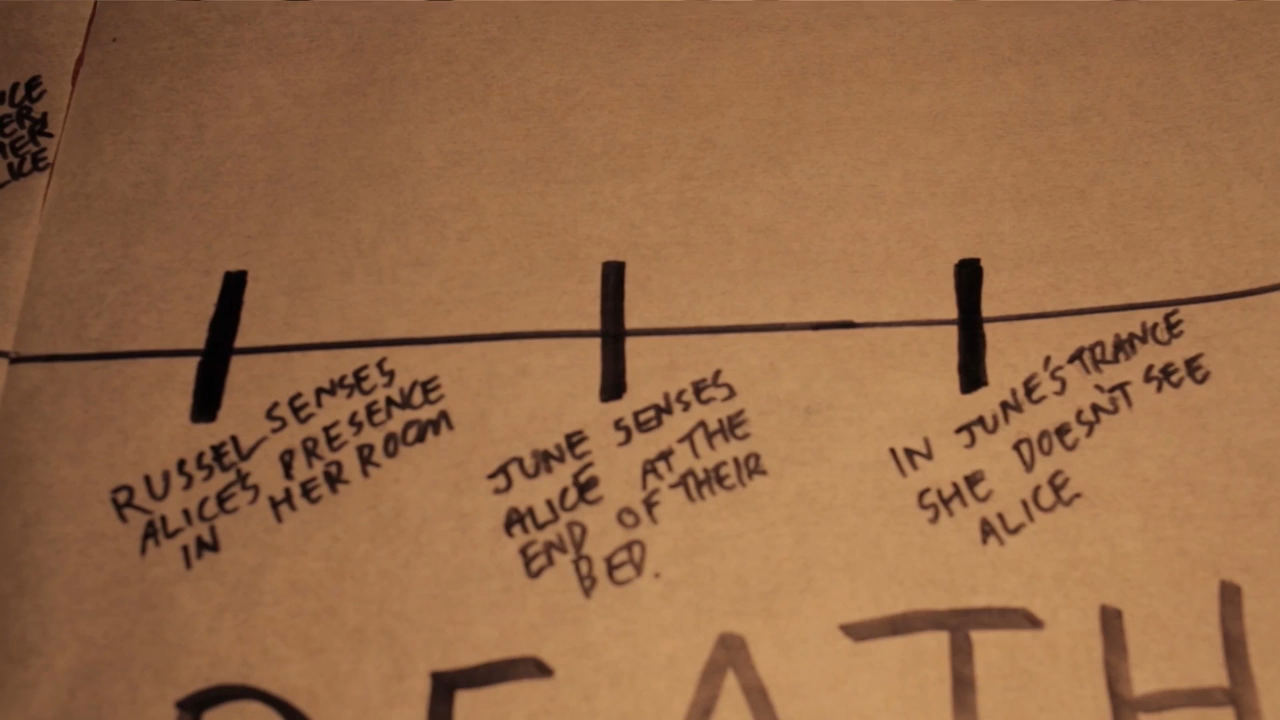 RUSSEL SENSES
ALICE'S PRESENCE
IN HER ROOM
JUNE SENSES
ALICE AT THE
END OF THEIR
BED.
IN JUNE'S TRANCE
SHE DOESN'T SEE
ALICE.
DEATH